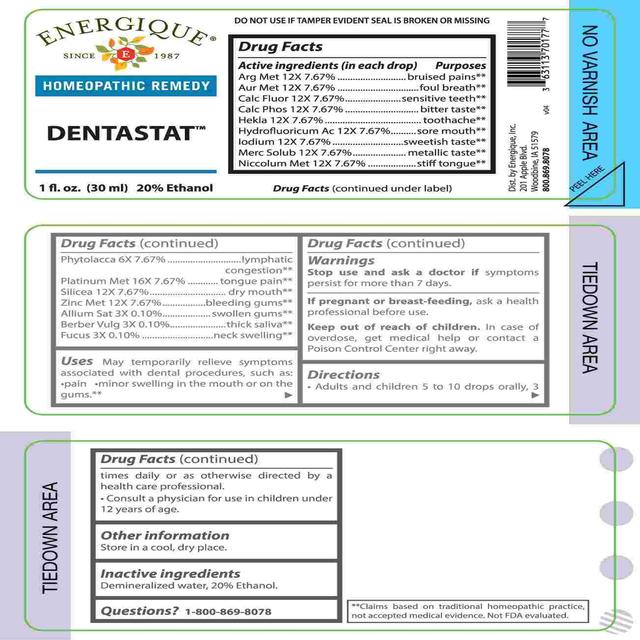 ENERGIQUE®
SINCE E 1987
HOMEOPATHIC REMEDY
DENTASTAT™
1 fl. oz. (30 ml) 20% Ethanol
DO NOT USE IF TAMPER EVIDENT SEAL IS BROKEN OR MISSING
Drug Facts
Active ingredients (in each drop) Purposes
Arg Met 12X 7.67%......................bruised pains**
Aur Met 12X 7.67%.........................foul breath**
Calc Fluor 12X 7.67%................sensitive teeth**
Calc Phos 12X 7.67%......................bitter taste**
Hekla 12X 7.67%................................toothache**
Hydrofluoricum Ac 12X 7.67%........sore mouth**
Iodium 12X 7.67%......................sweetish taste**
Merc Solub 12X 7.67%.................metallic taste**
Niccolum Met 12X 7.67%................stiff tongue**
Drug Facts (continued under label)
3 63113 70177 7
v04
Dist. by Energique, Inc.
201 Apple Blvd.
Woodbine, IA 51579
800.869.8078
NO VARNISH AREA
PEEL HERE
Drug Facts (continued)
Phytolacca 6X 7.67%........................lymphatic
congestion**
Platinum Met 16X 7.67%..........tongue pain**
Silicea 12X 7.67%..........................dry mouth**
Zinc Met 12X 7.67%..............bleeding gums**
Allium Sat 3X 0.10%................swollen gums**
Berber Vulg 3X 0.10%...................thick saliva**
Fucus 3X 0.10%.........................neck swelling**
Uses May temporarily relieve symptoms
associated with dental procedures, such as:
•pain •minor swelling in the mouth or on the
gums.**
Drug Facts (continued)
Warnings
Stop use and ask a doctor if symptoms
persist for more than 7 days.
If pregnant or breast-feeding, ask a health
professional before use.
Keep out of reach of children. In case of
overdose, get medical help or contact a
Poison Control Center right away.
Directions
• Adults and children 5 to 10 drops orally, 3
TIEDOWN AREA
TIEDOWN AREA
Drug Facts (continued)
times daily or as otherwise directed by a
health care professional.
• Consult a physician for use in children under
12 years of age.
Other information
Store in a cool, dry place.
Inactive ingredients
Demineralized water, 20% Ethanol.
Questions? 1-800-869-8078
**Claims based on traditional homeopathic practice,
not accepted medical evidence. Not FDA evaluated.